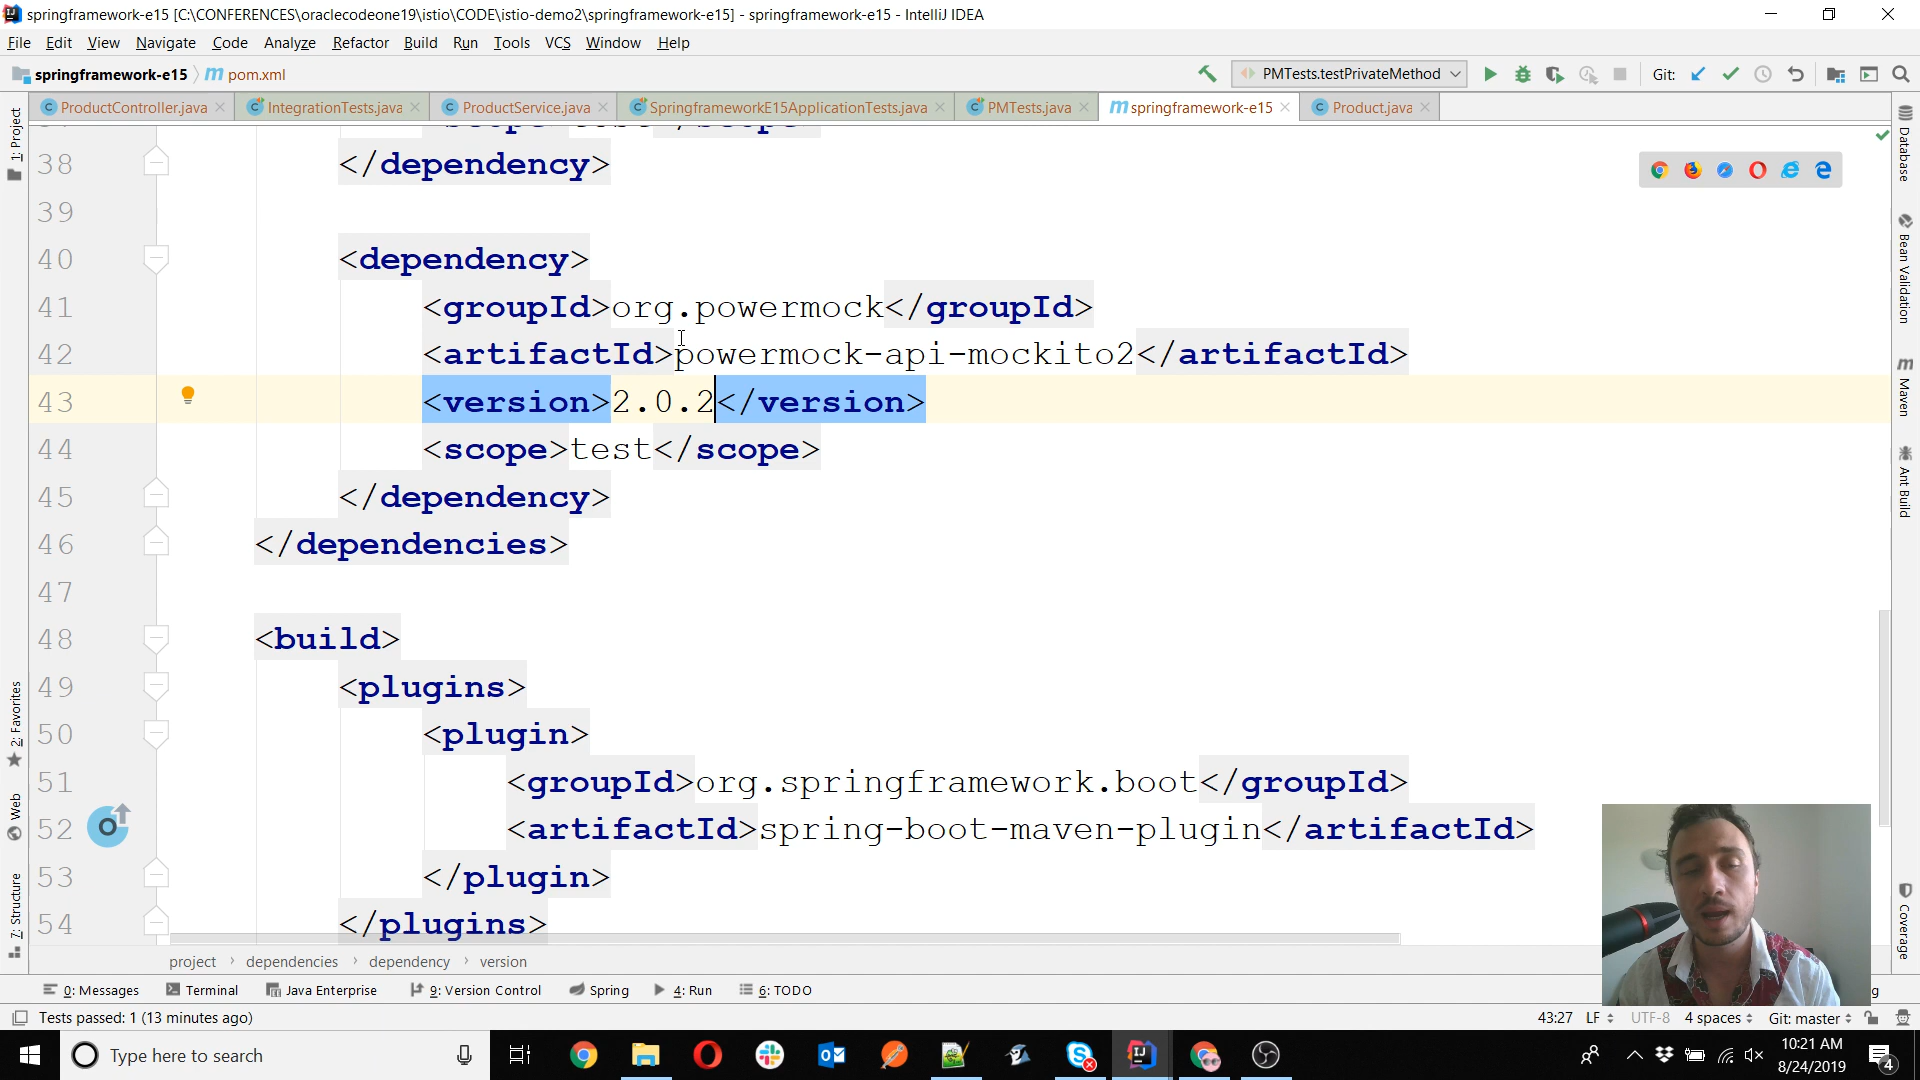 springframework-e15 [C:\CONFERENCES\oraclecodeone19\istio\CODE\istio-demo2\springframework-e15] - springframework-e15 - IntelliJ IDEA
File Edit View Navigate Code Analyze Refactor Build Run Tools VCS Window Help
springframework-e15 pom.xml PMTests.testPrivateMethod Git:
ProductController.java IntegrationTests.java ProductService.java SpringframeworkE15ApplicationTests.java PMTests.java springframework-e15 Product.java
1: Project
2: Favorites
Web
7: Structure
38 </dependency>
39
40 <dependency>
41 <groupId>org.powermock</groupId>
42 <artifactId>powermock-api-mockito2</artifactId>
43 <version>2.0.2</version>
44 <scope>test</scope>
45 </dependency>
46 </dependencies>
47
48 <build>
49 <plugins>
50 <plugin>
51 <groupId>org.springframework.boot</groupId>
52 <artifactId>spring-boot-maven-plugin</artifactId>
53 </plugin>
54 </plugins>
Database
Bean Validation
Maven
Ant Build
Coverage
project dependencies dependency version
0: Messages Terminal Java Enterprise 9: Version Control Spring 4: Run 6: TODO
Tests passed: 1 (13 minutes ago) 43:27 LF UTF-8 4 spaces Git: master
Type here to search 10:21 AM
8/24/2019 4